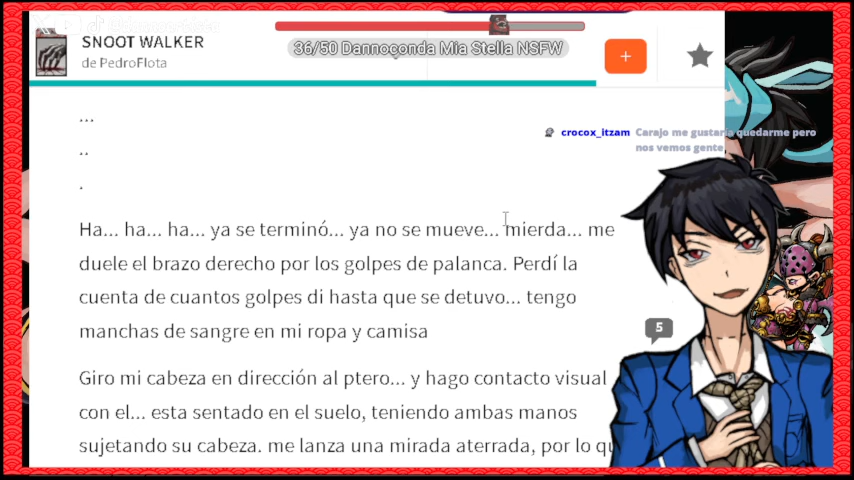 SNOOT WALKER
de PedroFlota
36/50 Dannoconda Mia Stella NSFW
+
crocox_itzam Carajo me gustaria quedarme pero
nos vemos gente
...
..
.
Ha... ha... ha... ya se terminó... ya no se mueve... mierda... me
duele el brazo derecho por los golpes de palanca. Perdí la
cuenta de cuantos golpes di hasta que se detuvo... tengo
manchas de sangre en mi ropa y camisa
5
Giro mi cabeza en dirección al ptero... y hago contacto visual
con el... esta sentado en el suelo, teniendo ambas manos
sujetando su cabeza. me lanza una mirada aterrada, por lo qu